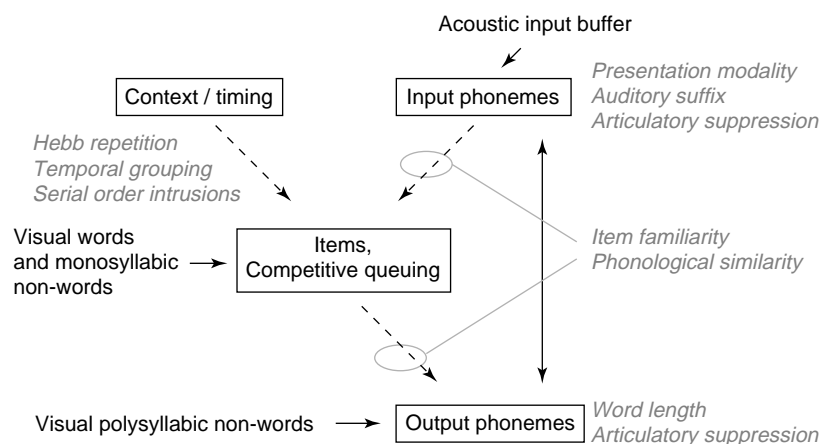 Acoustic input buffer
Context / timing
Input phonemes
Presentation modality
Auditory suffix
Articulatory suppression
Hebb repetition
Temporal grouping
Serial order intrusions
Visual words
and monosyllabic
non-words
Items,
Competitive queuing
Item familiarity
Phonological similarity
Visual polysyllabic non-words
Output phonemes
Word length
Articulatory suppression